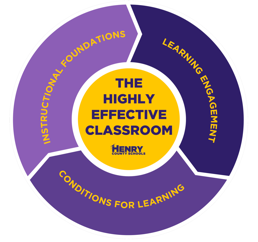 INSTRUCTIONAL FOUNDATIONS
LEARNING ENGAGEMENT
THE
HIGHLY
EFFECTIVE
CLASSROOM
HENRY
COUNTY SCHOOLS
CONDITIONS FOR LEARNING